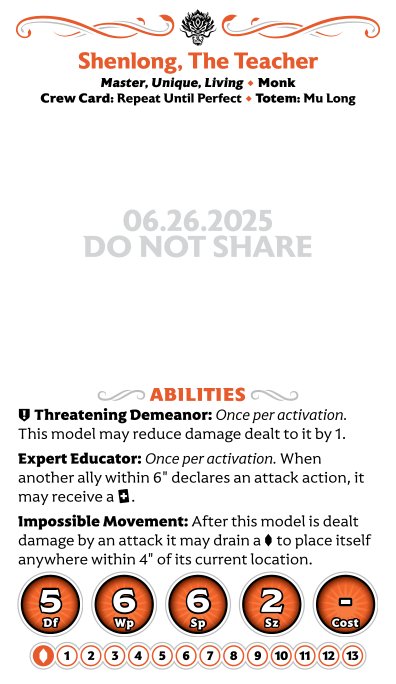 Shenlong, The Teacher
Master, Unique, Living ◆ Monk
Crew Card: Repeat Until Perfect ◆ Totem: Mu Long
06.26.2025
DO NOT SHARE
ABILITIES
Threatening Demeanor: Once per activation.
This model may reduce damage dealt to it by 1.
Expert Educator: Once per activation. When
another ally within 6" declares an attack action, it
may receive a +.
Impossible Movement: After this model is dealt
damage by an attack it may drain a to place itself
anywhere within 4" of its current location.
5 6 6 2 -
Df Wp Sp Sz Cost
1 2 3 4 5 6 7 8 9 10 11 12 13